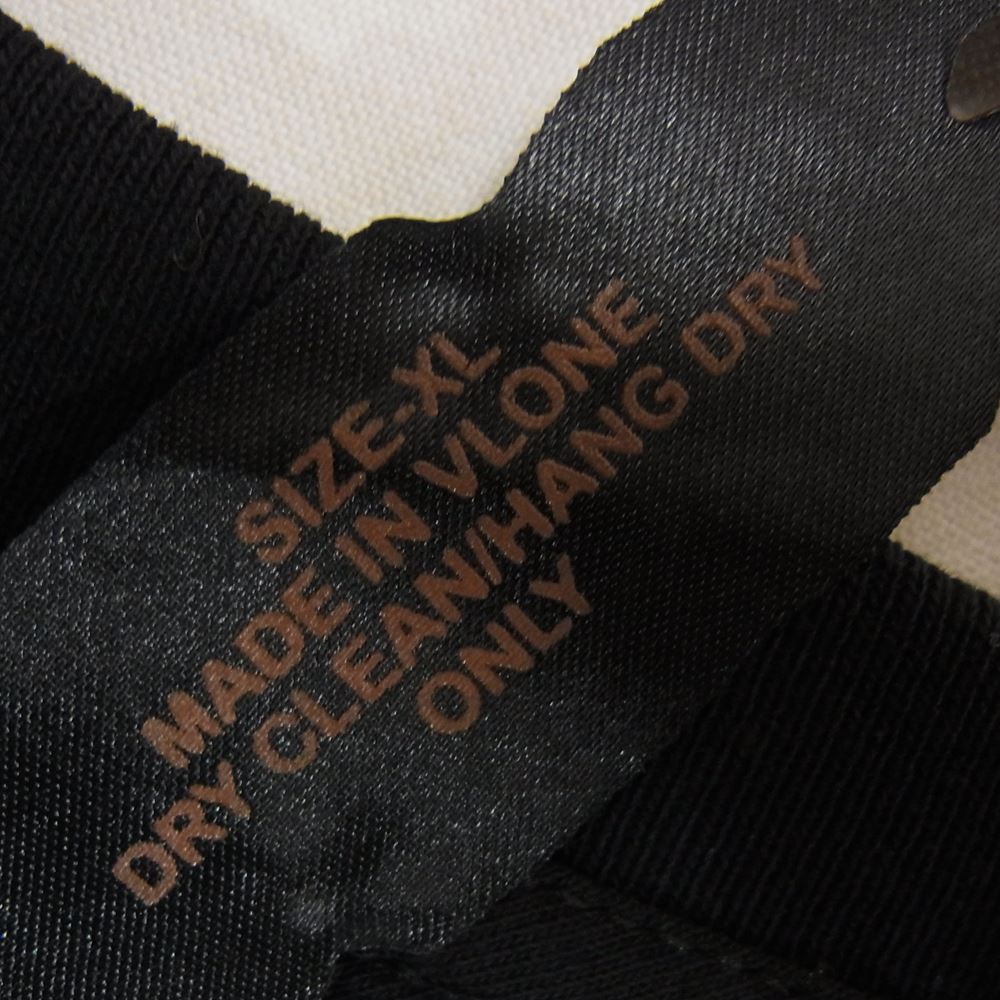 SIZE-XL
MADE IN VLONE
DRY CLEAN/HANG DRY
ONLY